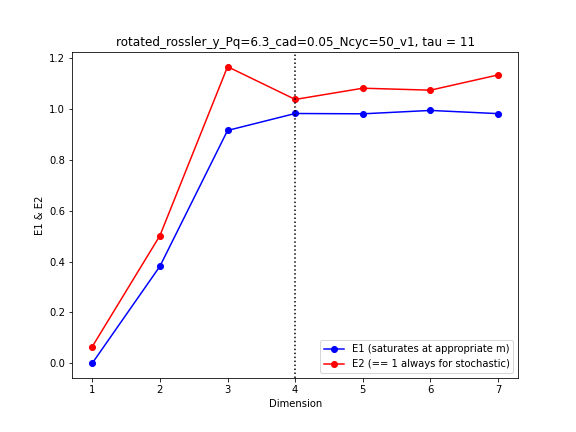 rotated_rossler_y_Pq=6.3_cad=0.05_Ncyc=50_v1, tau = 11
1.2
1.0
0.8
0.6
0.4
0.2
0.0
E1 & E2
E1 (saturates at appropriate m)
E2 (== 1 always for stochastic)
1 2 3 4 5 6 7
Dimension